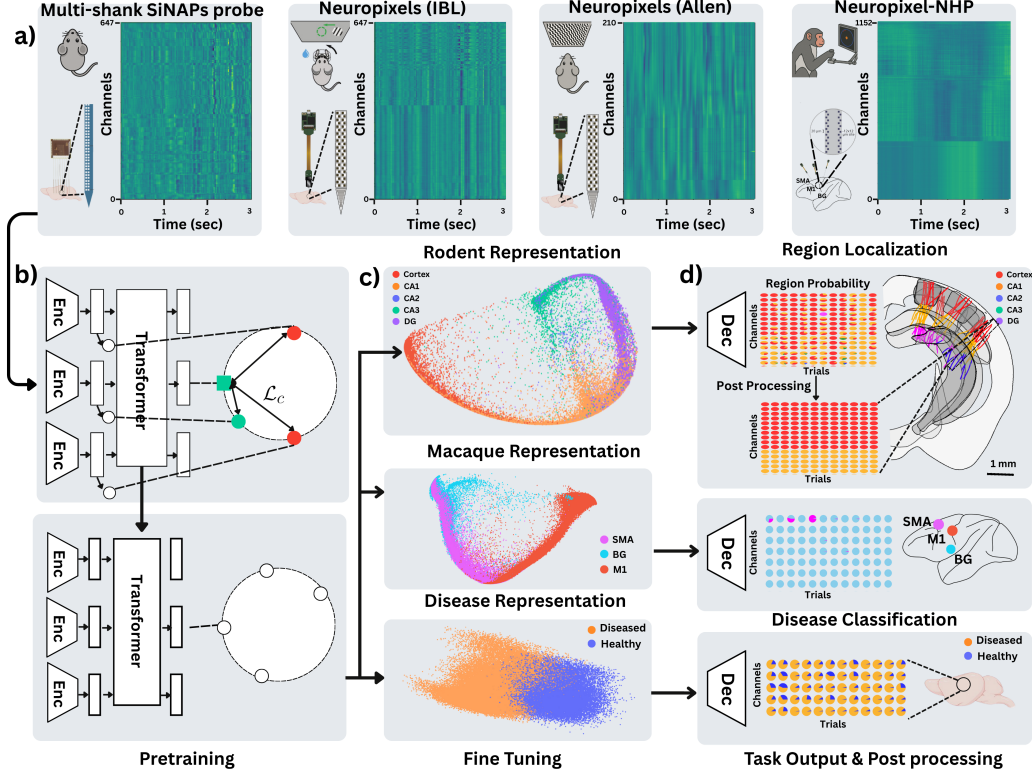 a)
Multi-shank SiNAPs probe
647
Channels
0
0
1
2
3
Time (sec)
Neuropixels (IBL)
647
Channels
0
0
1
2
3
Time (sec)
Neuropixels (Allen)
210
Channels
0
0
1
2
3
Time (sec)
Neuropixel-NHP
1152
Channels
0
0
1
2
3
Time (sec)
SMA
M1
BG
b)
Enc
Enc
Enc
Transformer
ℒ𝒸
Enc
Enc
Enc
Transformer
Pretraining
c)
Rodent Representation
Cortex
CA1
CA2
CA3
DG
Macaque Representation
SMA
BG
M1
Disease Representation
Diseased
Healthy
Fine Tuning
d)
Region Localization
Dec
Region Probability
Channels
Trials
Post Processing
Channels
Trials
Cortex
CA1
CA2
CA3
DG
1 mm
Dec
Channels
Trials
SMA
M1
BG
Disease Classification
Dec
Channels
Trials
Diseased
Healthy
Task Output & Post processing